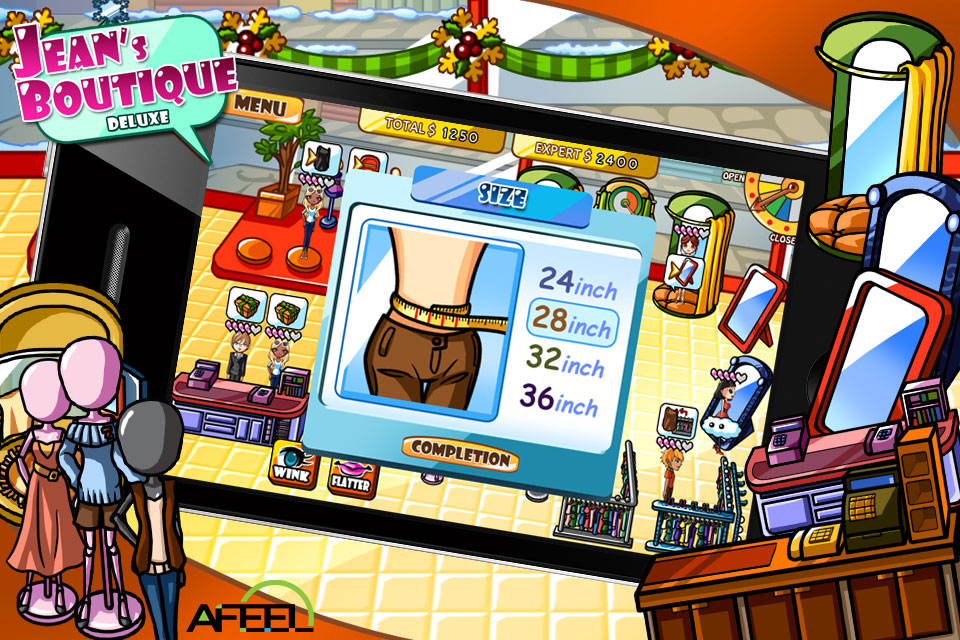 JEAN'S
BOUTIQUE
DELUXE
MENU
TOTAL $ 1250
EXPERT $ 2400
OPEN
CLOSE
SIZE
24inch
28inch
32inch
36inch
COMPLETION
WINK
FLATTER
AFEEL